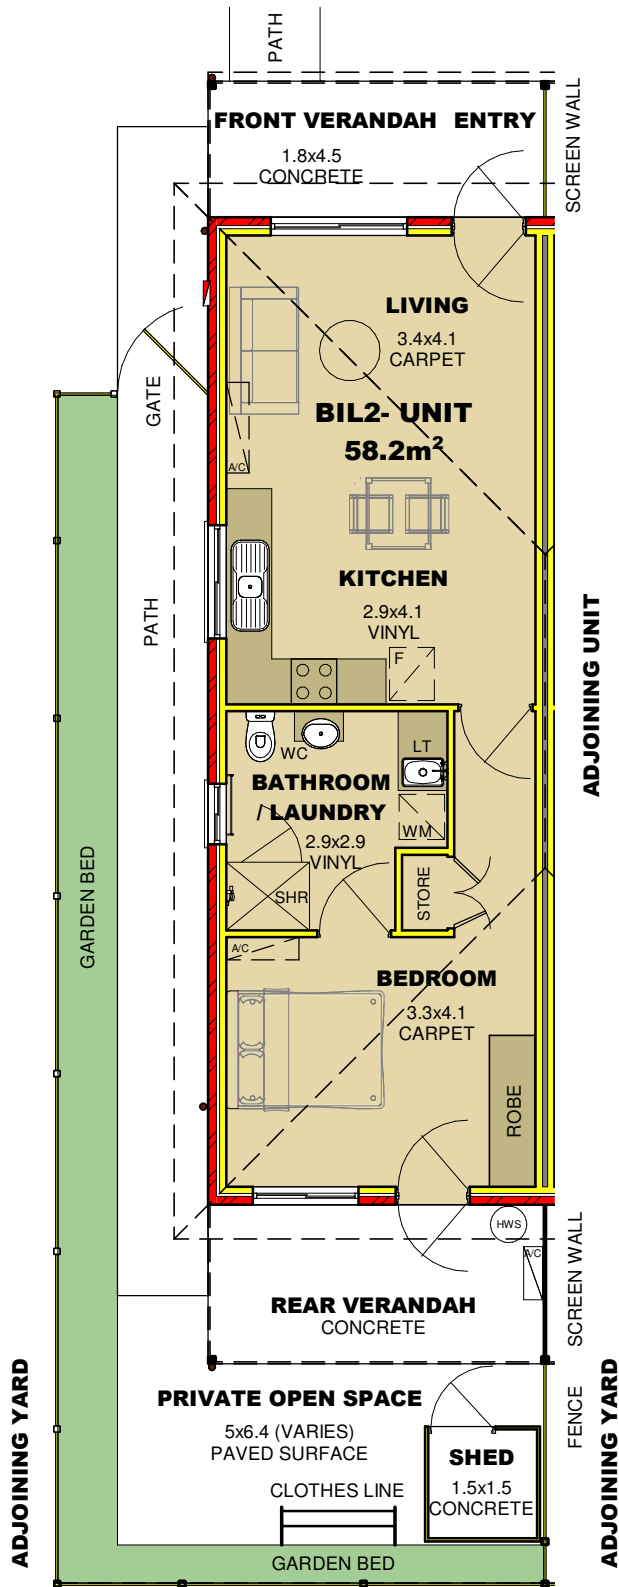 PATH
FRONT VERANDAH ENTRY
1.8x4.5
CONCRETE
SCREEN WALL
LIVING
3.4x4.1
CARPET
BIL2- UNIT
58.2m²
GATE
A/C
KITCHEN
2.9x4.1
VINYL
F
PATH
ADJOINING UNIT
WC
LT
BATHROOM
/ LAUNDRY
2.9x2.9
VINYL
WM
SHR
STORE
GARDEN BED
A/C
BEDROOM
3.3x4.1
CARPET
ROBE
HWS
A/C
SCREEN WALL
REAR VERANDAH
CONCRETE
PRIVATE OPEN SPACE
5x6.4 (VARIES)
PAVED SURFACE
FENCE
ADJOINING YARD
ADJOINING YARD
SHED
1.5x1.5
CONCRETE
CLOTHES LINE
GARDEN BED